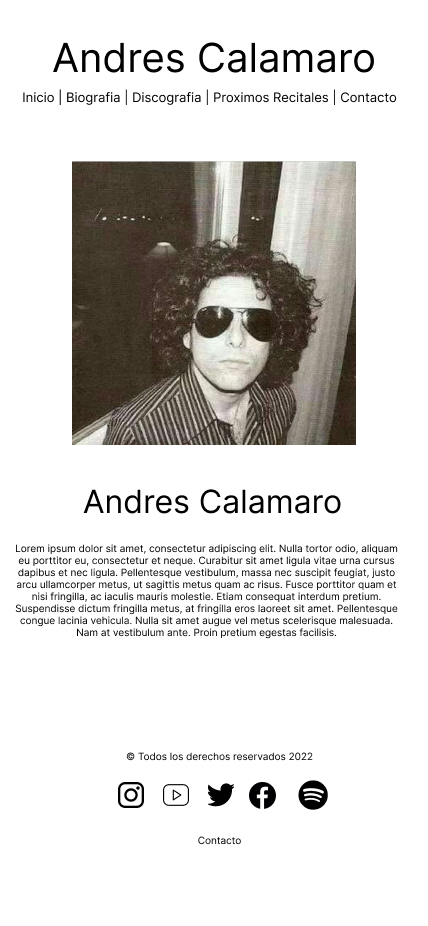 Andres Calamaro
Inicio | Biografia | Discografia | Proximos Recitales | Contacto
Andres Calamaro
Lorem ipsum dolor sit amet, consectetur adipiscing elit. Nulla tortor odio, aliquam
eu porttitor eu, consectetur et neque. Curabitur sit amet ligula vitae urna cursus
dapibus et nec ligula. Pellentesque vestibulum, massa nec suscipit feugiat, justo
arcu ullamcorper metus, ut sagittis metus quam ac risus. Fusce porttitor quam et
nisi fringilla, ac iaculis mauris molestie. Etiam consequat interdum pretium.
Suspendisse dictum fringilla metus, at fringilla eros laoreet sit amet. Pellentesque
congue lacinia vehicula. Nulla sit amet augue vel metus scelerisque malesuada.
Nam at vestibulum ante. Proin pretium egestas facilisis.
© Todos los derechos reservados 2022
Contacto